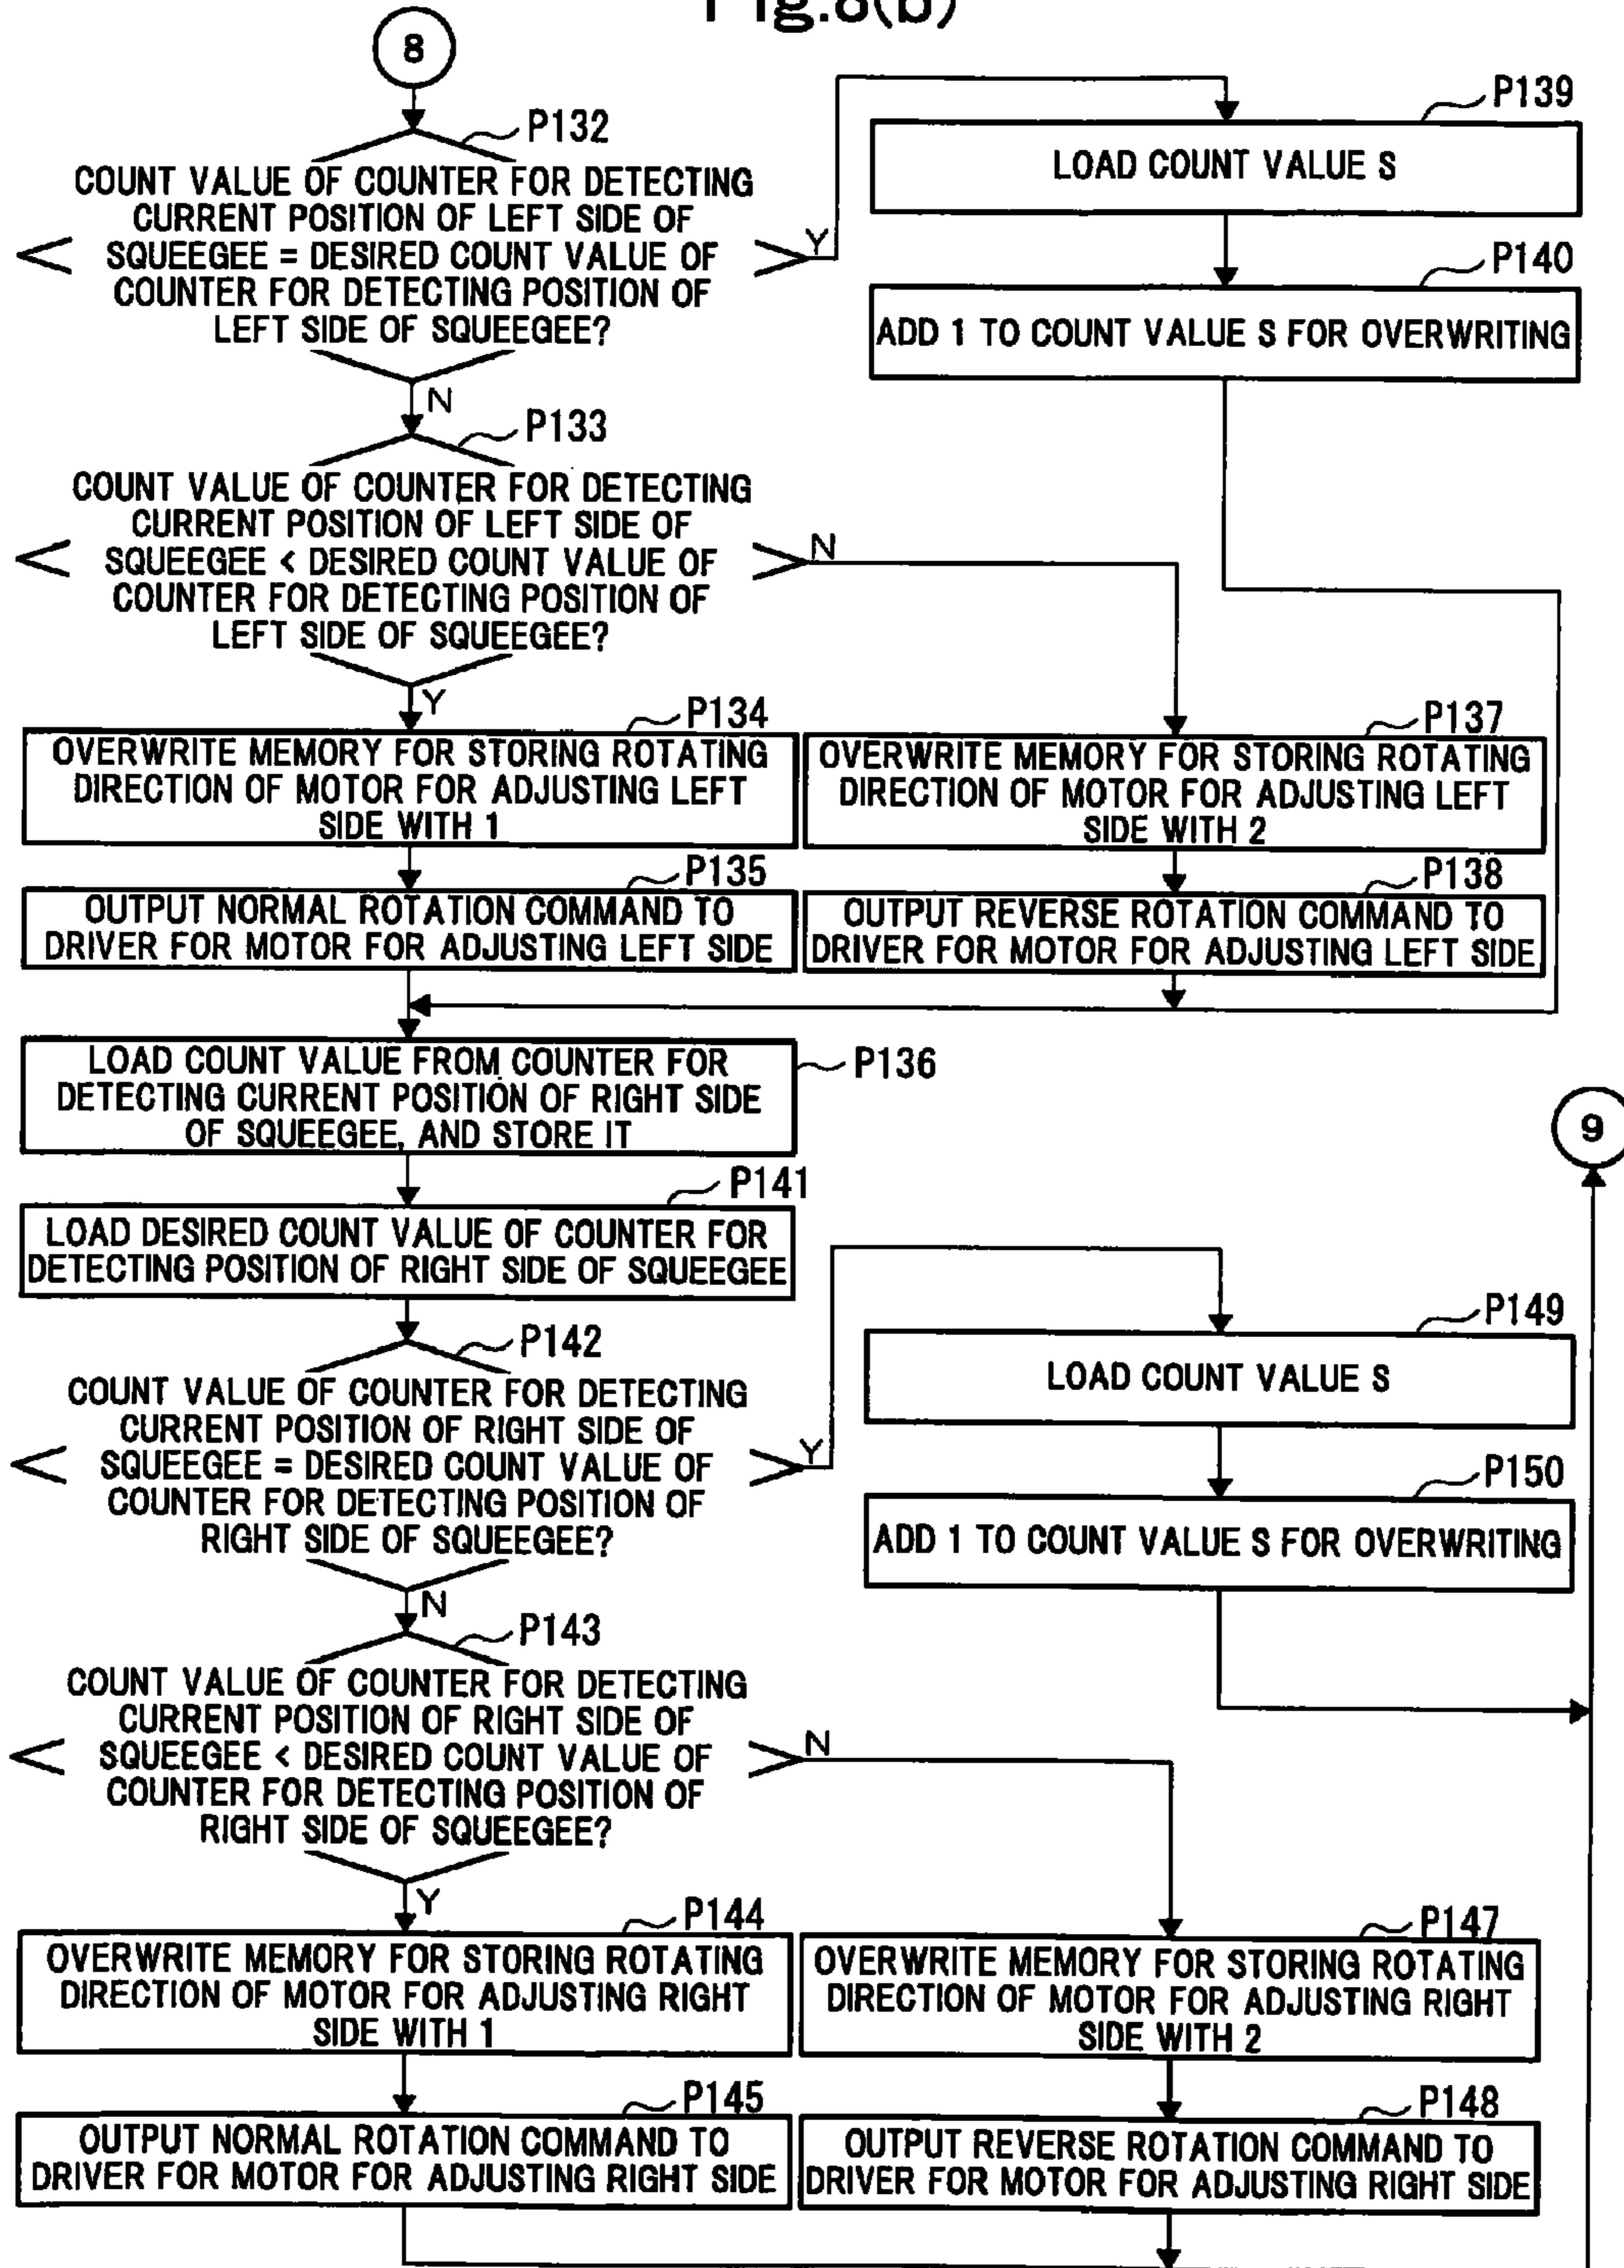 Fig.8(b)
8
P132
COUNT VALUE OF COUNTER FOR DETECTING
CURRENT POSITION OF LEFT SIDE OF
SQUEEGEE = DESIRED COUNT VALUE OF
COUNTER FOR DETECTING POSITION OF
LEFT SIDE OF SQUEEGEE?
Y
N
P139
LOAD COUNT VALUE S
P140
ADD 1 TO COUNT VALUE S FOR OVERWRITING
P133
COUNT VALUE OF COUNTER FOR DETECTING
CURRENT POSITION OF LEFT SIDE OF
SQUEEGEE < DESIRED COUNT VALUE OF
COUNTER FOR DETECTING POSITION OF
LEFT SIDE OF SQUEEGEE?
N
Y
P134
OVERWRITE MEMORY FOR STORING ROTATING
DIRECTION OF MOTOR FOR ADJUSTING LEFT
SIDE WITH 1
P137
OVERWRITE MEMORY FOR STORING ROTATING
DIRECTION OF MOTOR FOR ADJUSTING LEFT
SIDE WITH 2
P135
OUTPUT NORMAL ROTATION COMMAND TO
DRIVER FOR MOTOR FOR ADJUSTING LEFT SIDE
P138
OUTPUT REVERSE ROTATION COMMAND TO
DRIVER FOR MOTOR FOR ADJUSTING LEFT SIDE
P136
LOAD COUNT VALUE FROM COUNTER FOR
DETECTING CURRENT POSITION OF RIGHT SIDE
OF SQUEEGEE, AND STORE IT
9
P141
LOAD DESIRED COUNT VALUE OF COUNTER FOR
DETECTING POSITION OF RIGHT SIDE OF SQUEEGEE
P142
COUNT VALUE OF COUNTER FOR DETECTING
CURRENT POSITION OF RIGHT SIDE OF
SQUEEGEE = DESIRED COUNT VALUE OF
COUNTER FOR DETECTING POSITION OF
RIGHT SIDE OF SQUEEGEE?
Y
N
P149
LOAD COUNT VALUE S
P150
ADD 1 TO COUNT VALUE S FOR OVERWRITING
P143
COUNT VALUE OF COUNTER FOR DETECTING
CURRENT POSITION OF RIGHT SIDE OF
SQUEEGEE < DESIRED COUNT VALUE OF
COUNTER FOR DETECTING POSITION OF
RIGHT SIDE OF SQUEEGEE?
N
Y
P144
OVERWRITE MEMORY FOR STORING ROTATING
DIRECTION OF MOTOR FOR ADJUSTING RIGHT
SIDE WITH 1
P147
OVERWRITE MEMORY FOR STORING ROTATING
DIRECTION OF MOTOR FOR ADJUSTING RIGHT
SIDE WITH 2
P145
OUTPUT NORMAL ROTATION COMMAND TO
DRIVER FOR MOTOR FOR ADJUSTING RIGHT SIDE
P148
OUTPUT REVERSE ROTATION COMMAND TO
DRIVER FOR MOTOR FOR ADJUSTING RIGHT SIDE